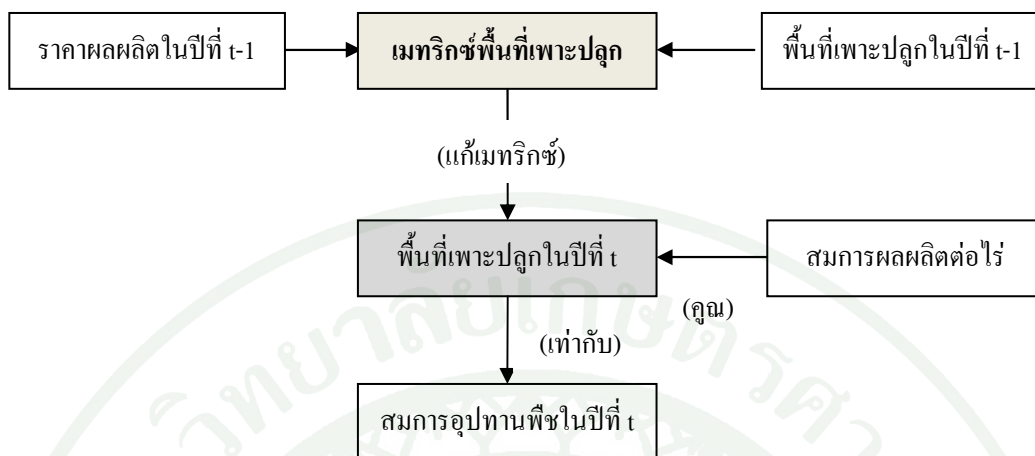 ราคาผลผลิตในปีที่ t-1
เมทริกซ์พื้นที่เพาะปลูก
พื้นที่เพาะปลูกในปีที่ t-1
(แก้เมทริกซ์)
พื้นที่เพาะปลูกในปีที่ t
สมการผลผลิตต่อไร่
(คูณ)
(เท่ากับ)
สมการอุปทานพืชในปีที่ t